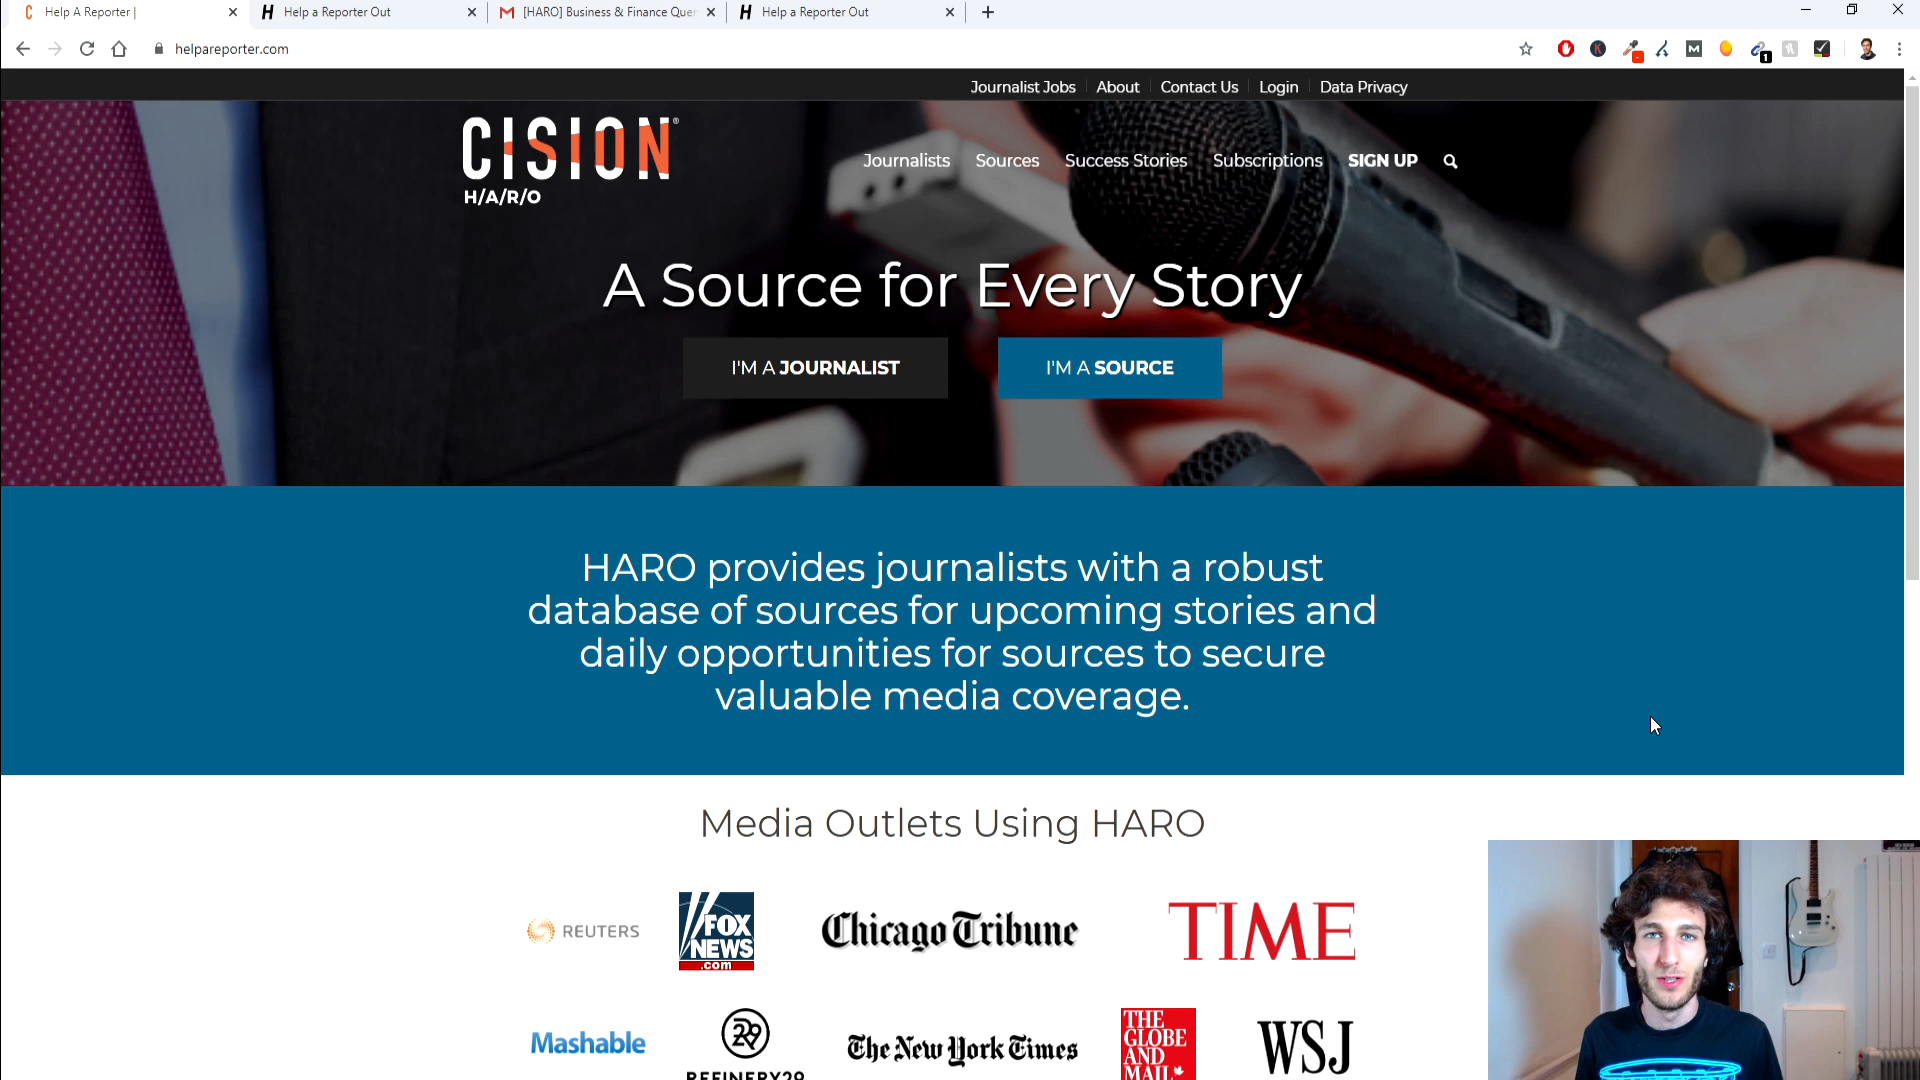 Help A Reporter |
Help a Reporter Out
[HARO] Business & Finance Quer
Help a Reporter Out
helpareporter.com
1
Journalist Jobs
About
Contact Us
Login
Data Privacy
CISION®
H/A/R/O
Journalists
Sources
Success Stories
Subscriptions
SIGN UP
A Source for Every Story
I'M A JOURNALIST
I'M A SOURCE
HARO provides journalists with a robust
database of sources for upcoming stories and
daily opportunities for sources to secure
valuable media coverage.
Media Outlets Using HARO
REUTERS
FOX
NEWS
.com
Chicago Tribune
TIME
Mashable
R29
REFINERY29
The New York Times
THE
GLOBE
AND
MAIL
WSJ